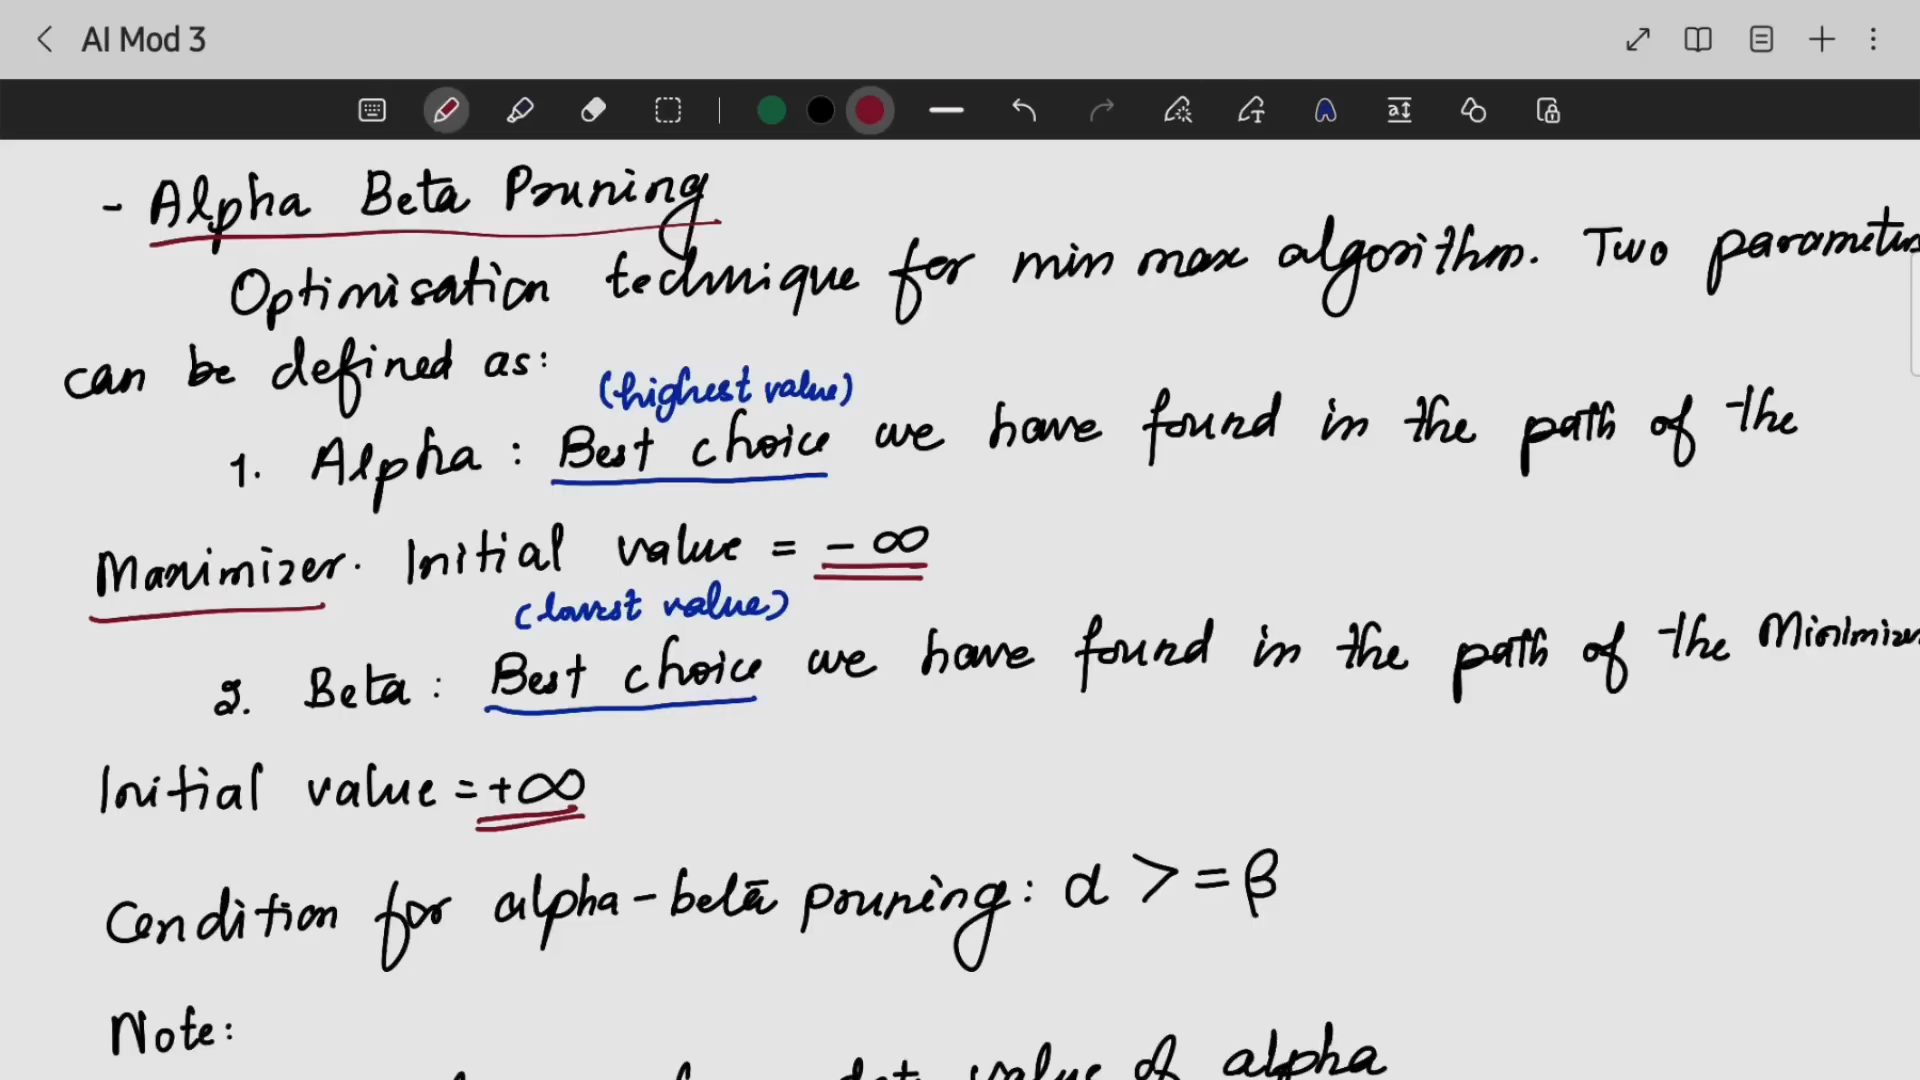 AI Mod 3
- Alpha Beta Pruning
Optimisation technique for min max algorithm. Two parameters
can be defined as:
(highest value)
1. Alpha : Best choice we have found in the path of the
Maximizer. Initial value = - ∞
(lowest value)
2. Beta : Best choice we have found in the path of the Minimizer
Initial value = +∞
Condition for alpha-beta pruning: α >= β
Note:
value of alpha